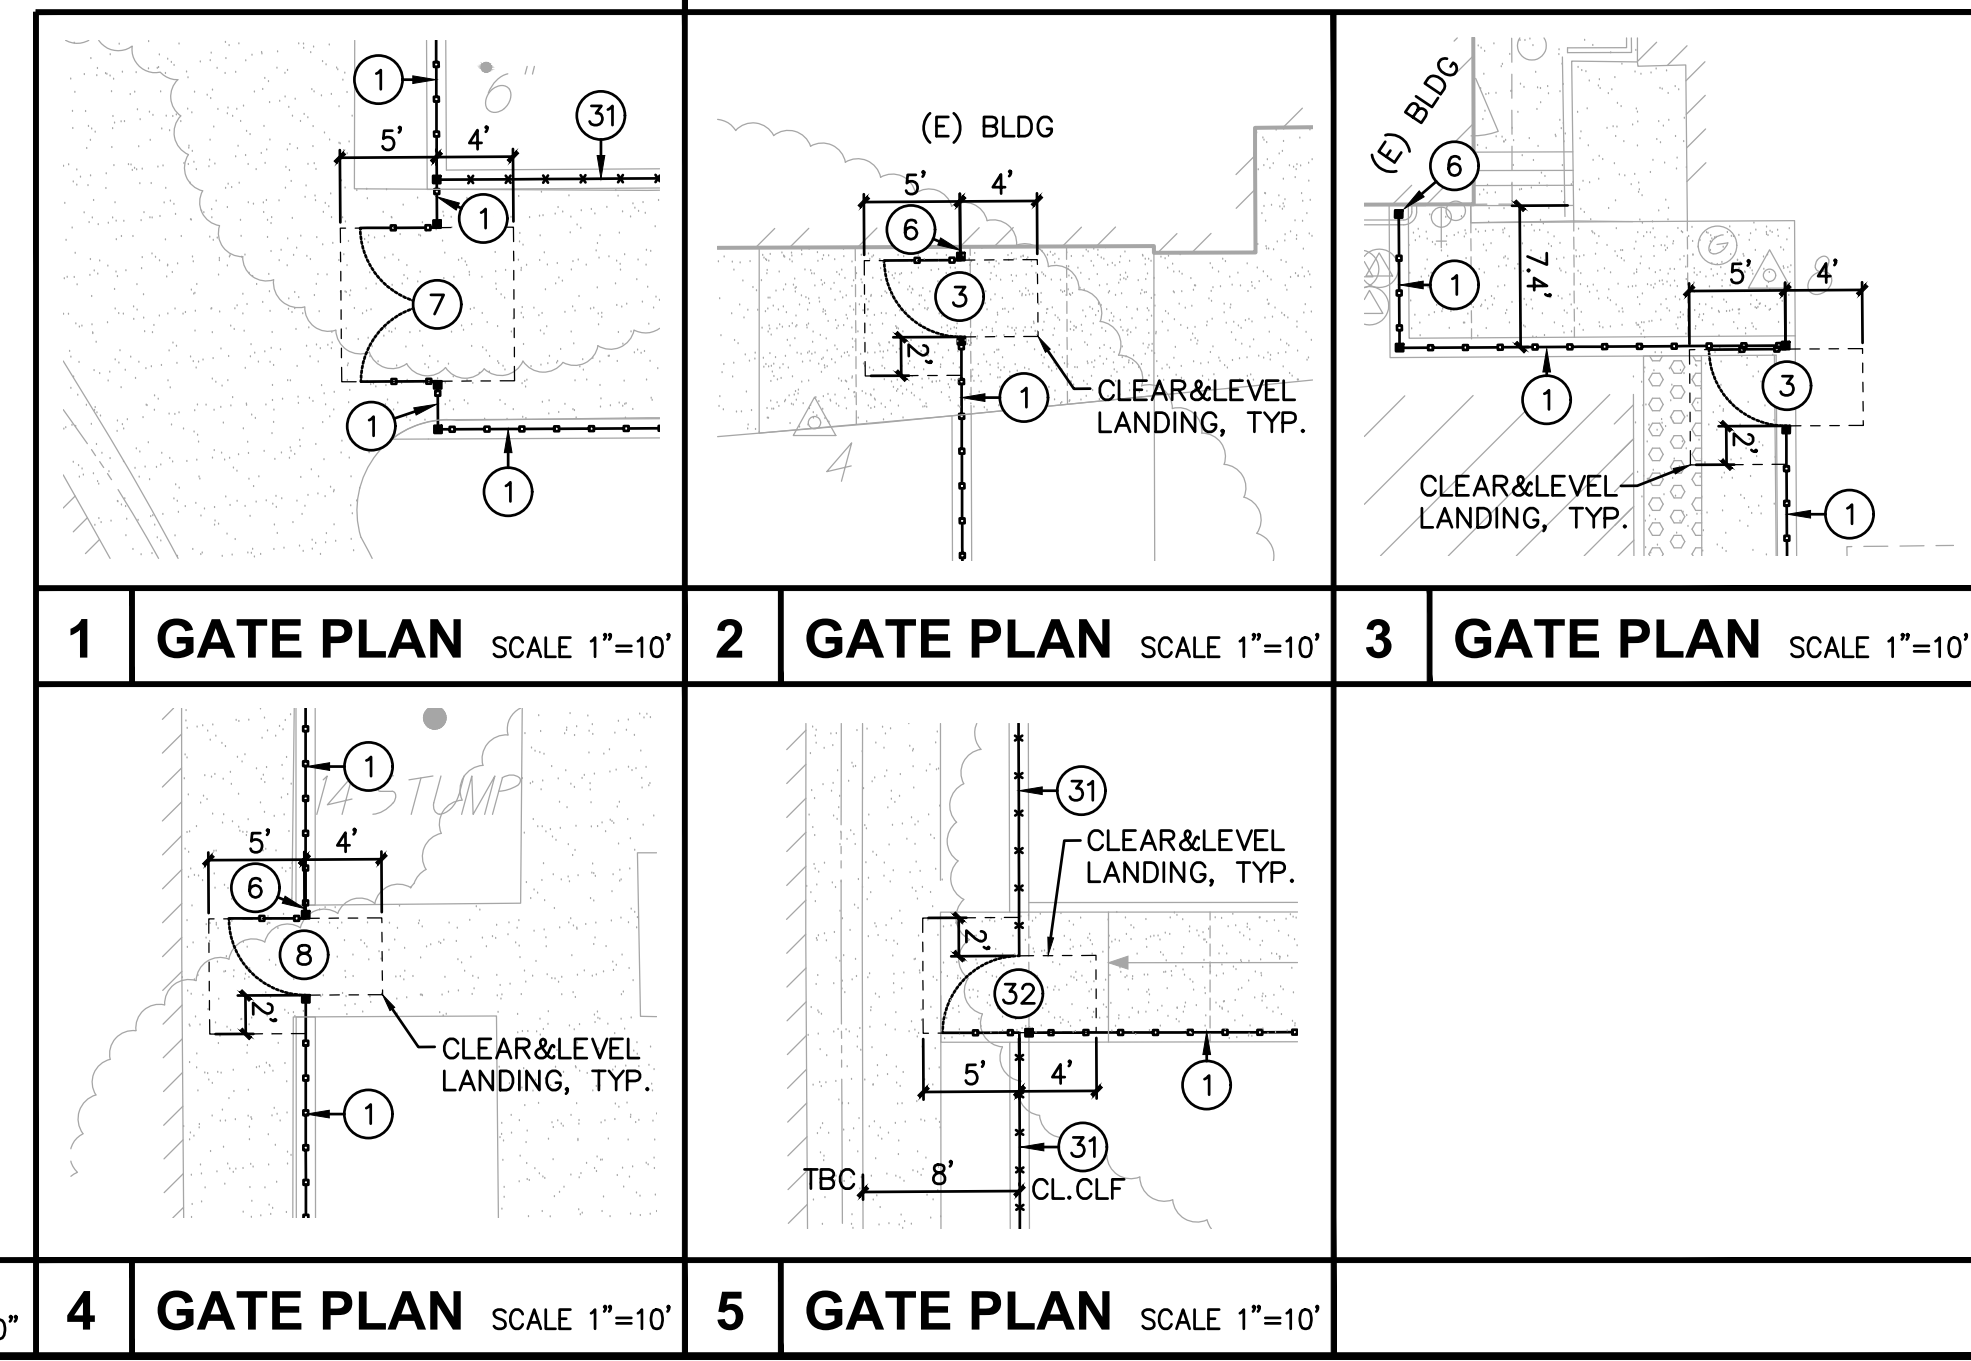 1
6"
31
5' 4'
1
7
1
1
1 GATE PLAN SCALE 1”=10’
(E) BLDG
5' 4'
6
3
2'
1
CLEAR&LEVEL
LANDING, TYP.
4
2 GATE PLAN SCALE 1”=10’
(E) BLDG
6
7.4'
G
1
5' 4'
3
1
2'
CLEAR&LEVEL
LANDING, TYP.
1
3 GATE PLAN SCALE 1”=10’
1
14 STUMP
5' 4'
6
8
2'
CLEAR&LEVEL
LANDING, TYP.
1
0”
4 GATE PLAN SCALE 1”=10’
31
CLEAR&LEVEL
LANDING, TYP.
2'
32
5' 4'
1
31
TBC 8' CL.CLF
5 GATE PLAN SCALE 1”=10’